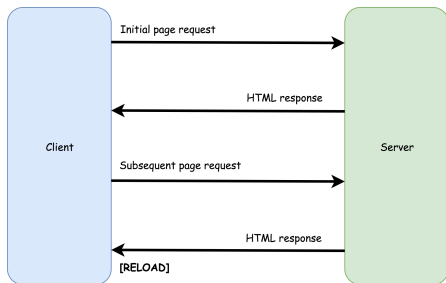 Initial page request
HTML response
Client
Server
Subsequent page request
HTML response
[RELOAD]